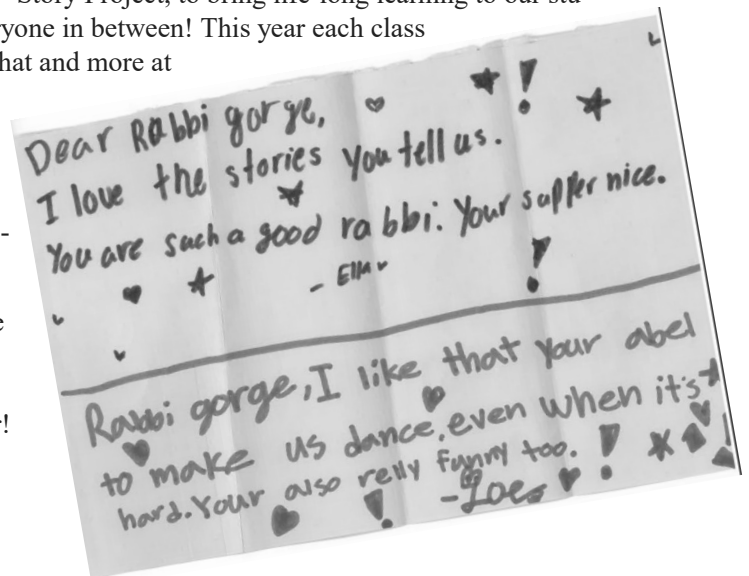 Story Project, to bring life-long learning to our stu
ryone in between! This year each class
hat and more at
-
e
r!
Dear Rabbi gorge,
I love the stories you tell us.
You are such a good rabbi. Your supper nice.
- Ella
Rabbi gorge, I like that your abel
to make us dance, even when it's
hard. Your also relly funny too.
- Zoe